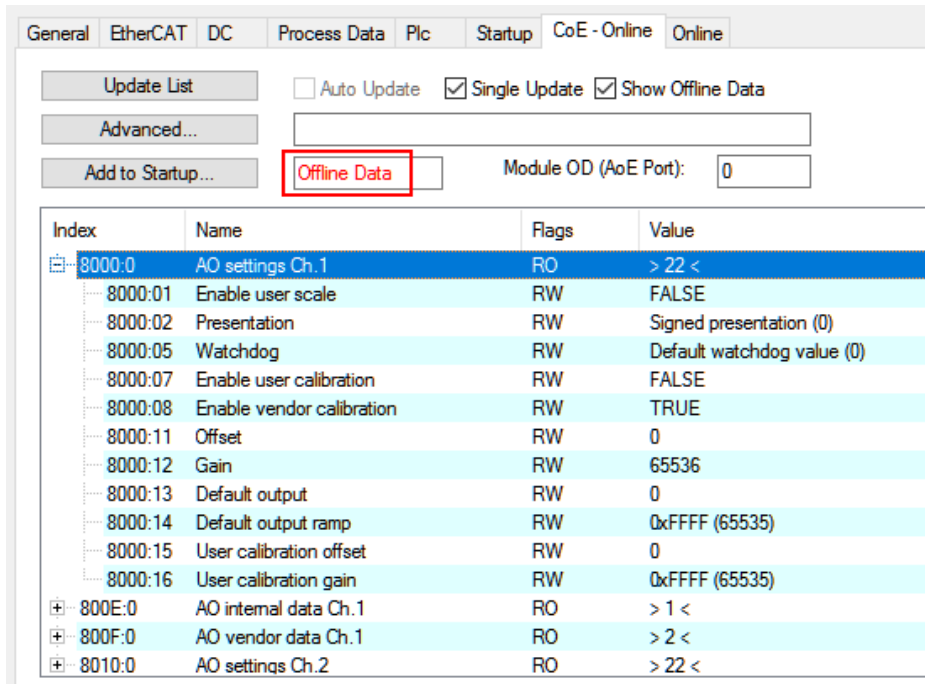 General EtherCAT DC Process Data Plc Startup CoE - Online Online
Update List Auto Update Single Update Show Offline Data
Advanced...
Add to Startup... Offline Data Module OD (AoE Port): 0
Index Name Flags Value
8000:0 AO settings Ch.1 RO > 22 <
8000:01 Enable user scale RW FALSE
8000:02 Presentation RW Signed presentation (0)
8000:05 Watchdog RW Default watchdog value (0)
8000:07 Enable user calibration RW FALSE
8000:08 Enable vendor calibration RW TRUE
8000:11 Offset RW 0
8000:12 Gain RW 65536
8000:13 Default output RW 0
8000:14 Default output ramp RW 0xFFFF (65535)
8000:15 User calibration offset RW 0
8000:16 User calibration gain RW 0xFFFF (65535)
800E:0 AO internal data Ch.1 RO > 1 <
800F:0 AO vendor data Ch.1 RO > 2 <
8010:0 AO settings Ch.2 RO > 22 <